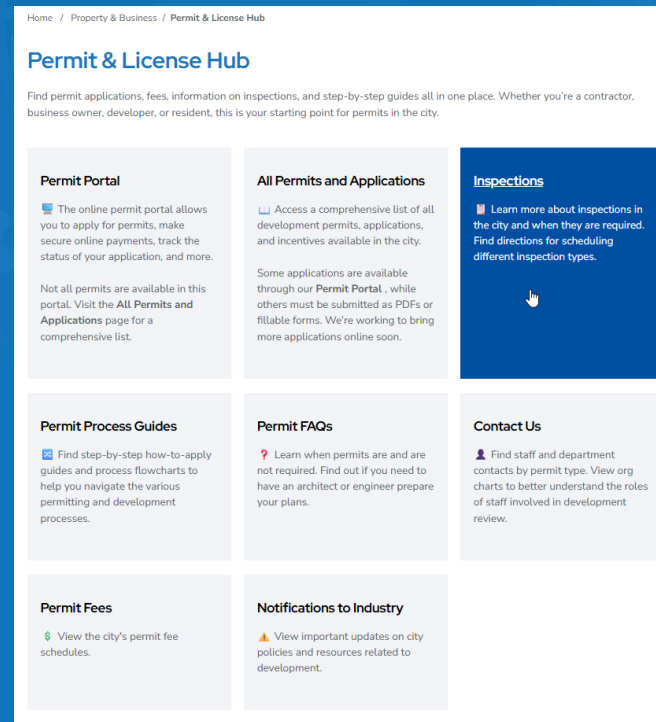 Home / Property & Business / Permit & License Hub
Permit & License Hub
Find permit applications, fees, information on inspections, and step-by-step guides all in one place. Whether you're a contractor,
business owner, developer, or resident, this is your starting point for permits in the city.
Permit Portal
The online permit portal allows
you to apply for permits, make
secure online payments, track the
status of your application, and more.
Not all permits are available in this
portal. Visit the All Permits and
Applications page for a
comprehensive list.
All Permits and Applications
Access a comprehensive list of all
development permits, applications,
and incentives available in the city.
Some applications are available
through our Permit Portal , while
others must be submitted as PDFs or
fillable forms. We're working to bring
more applications online soon.
Inspections
Learn more about inspections in
the city and when they are required.
Find directions for scheduling
different inspection types.
Permit Process Guides
Find step-by-step how-to-apply
guides and process flowcharts to
help you navigate the various
permitting and development
processes.
Permit FAQs
Learn when permits are and are
not required. Find out if you need to
have an architect or engineer prepare
your plans.
Contact Us
Find staff and department
contacts by permit type. View org
charts to better understand the roles
of staff involved in development
review.
Permit Fees
View the city's permit fee
schedules.
Notifications to Industry
View important updates on city
policies and resources related to
development.